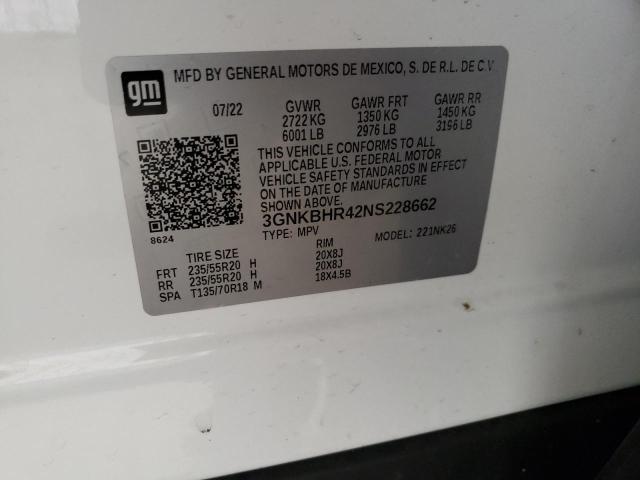 gm
MFD BY GENERAL MOTORS DE MEXICO, S. DE R.L. DE C.V.
07/22 GVWR GAWR FRT GAWR RR
2722 KG 1350 KG 1450 KG
6001 LB 2976 LB 3196 LB
THIS VEHICLE CONFORMS TO ALL
APPLICABLE U.S. FEDERAL MOTOR
VEHICLE SAFETY STANDARDS IN EFFECT
ON THE DATE OF MANUFACTURE
SHOWN ABOVE.
3GNKBHR42NS228662
8624 TYPE: MPV MODEL: 221NK26
TIRE SIZE RIM
FRT 235/55R20 H 20X8J
RR 235/55R20 H 20X8J
SPA T135/70R18 M 18X4.5B